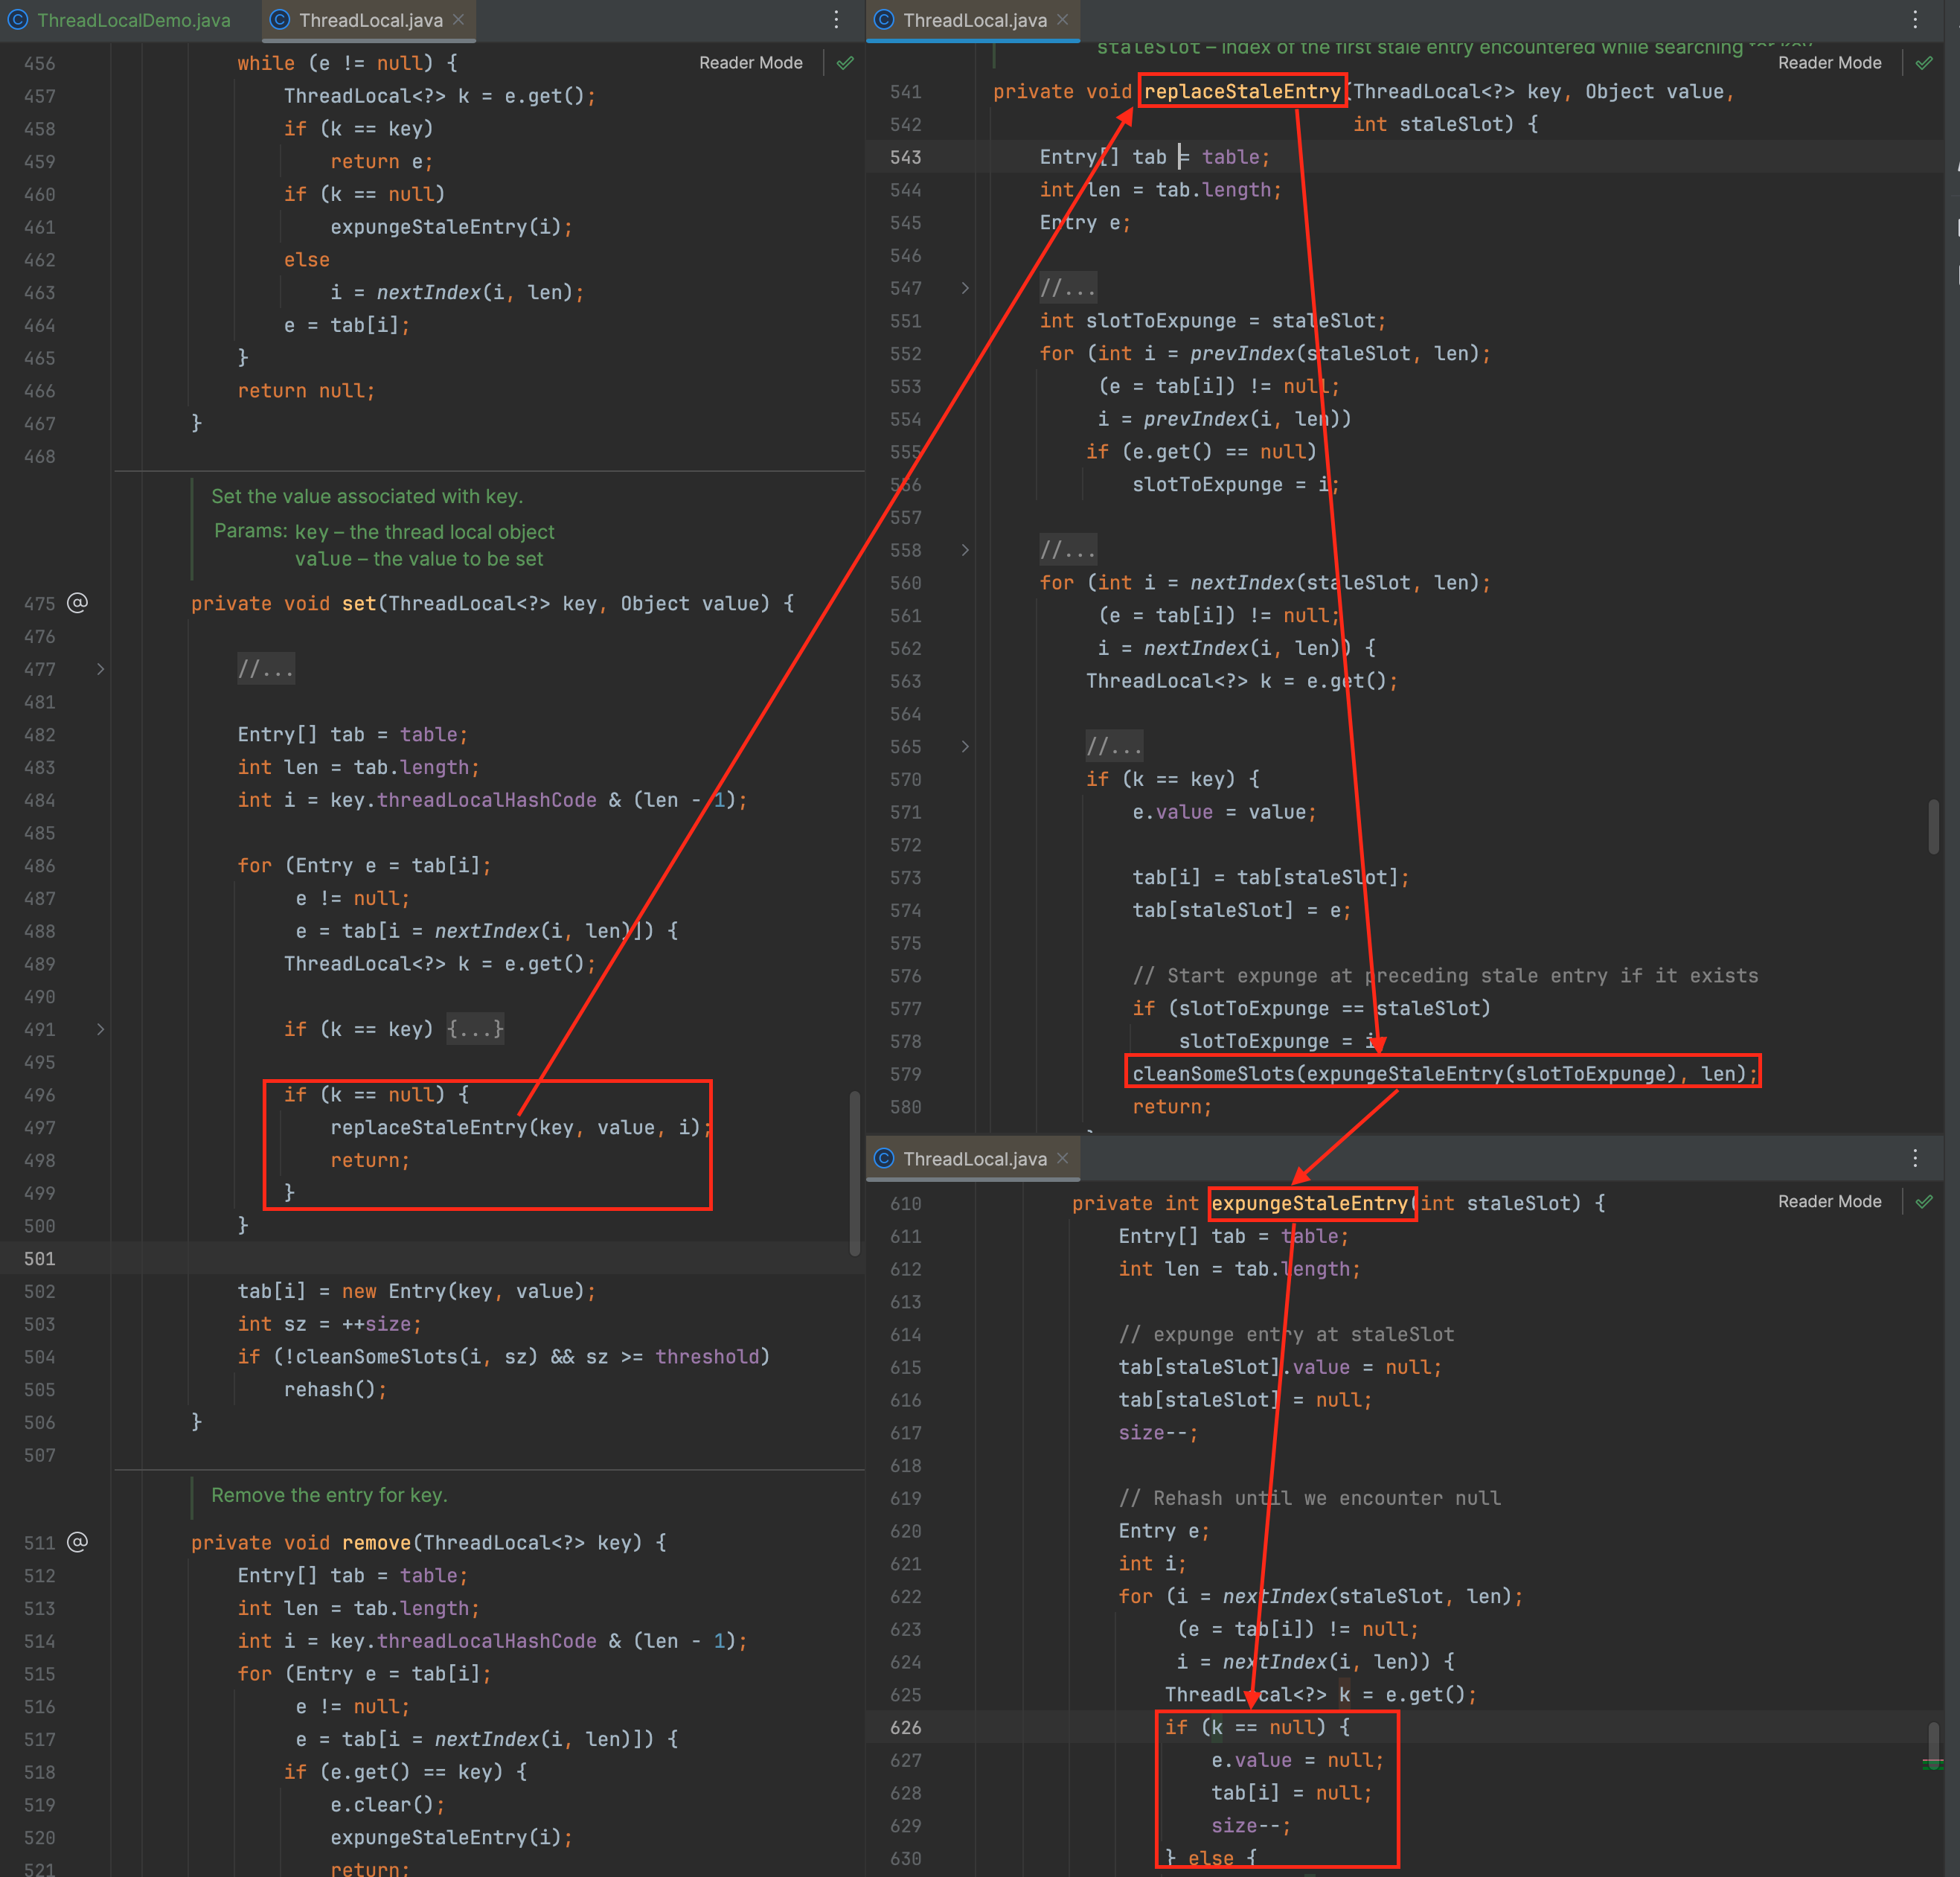 ThreadLocalDemo.java
ThreadLocal.java
Reader Mode
456 while (e != null) {
457 ThreadLocal<?> k = e.get();
458 if (k == key)
459 return e;
460 if (k == null)
461 expungeStaleEntry(i);
462 else
463 i = nextIndex(i, len);
464 e = tab[i];
465 }
466 return null;
467 }
468
Set the value associated with key.
Params: key – the thread local object
value – the value to be set
475 @ private void set(ThreadLocal<?> key, Object value) {
476
477 //...
481
482 Entry[] tab = table;
483 int len = tab.length;
484 int i = key.threadLocalHashCode & (len - 1);
485
486 for (Entry e = tab[i];
487 e != null;
488 e = tab[i = nextIndex(i, len)]) {
489 ThreadLocal<?> k = e.get();
490
491 if (k == key) {...}
495
496 if (k == null) {
497 replaceStaleEntry(key, value, i);
498 return;
499 }
500 }
501
502 tab[i] = new Entry(key, value);
503 int sz = ++size;
504 if (!cleanSomeSlots(i, sz) && sz >= threshold)
505 rehash();
506 }
507
Remove the entry for key.
511 @ private void remove(ThreadLocal<?> key) {
512 Entry[] tab = table;
513 int len = tab.length;
514 int i = key.threadLocalHashCode & (len - 1);
515 for (Entry e = tab[i];
516 e != null;
517 e = tab[i = nextIndex(i, len)]) {
518 if (e.get() == key) {
519 e.clear();
520 expungeStaleEntry(i);
521 return;
ThreadLocal.java
staleSlot – index of the first stale entry encountered while searching for key.
Reader Mode
541 private void replaceStaleEntry(ThreadLocal<?> key, Object value,
542 int staleSlot) {
543 Entry[] tab = table;
544 int len = tab.length;
545 Entry e;
546
547 //...
551 int slotToExpunge = staleSlot;
552 for (int i = prevIndex(staleSlot, len);
553 (e = tab[i]) != null;
554 i = prevIndex(i, len))
555 if (e.get() == null)
556 slotToExpunge = i;
557
558 //...
560 for (int i = nextIndex(staleSlot, len);
561 (e = tab[i]) != null;
562 i = nextIndex(i, len)) {
563 ThreadLocal<?> k = e.get();
564
565 //...
570 if (k == key) {
571 e.value = value;
572
573 tab[i] = tab[staleSlot];
574 tab[staleSlot] = e;
575
576 // Start expunge at preceding stale entry if it exists
577 if (slotToExpunge == staleSlot)
578 slotToExpunge = i;
579 cleanSomeSlots(expungeStaleEntry(slotToExpunge), len);
580 return;
ThreadLocal.java
Reader Mode
610 private int expungeStaleEntry(int staleSlot) {
611 Entry[] tab = table;
612 int len = tab.length;
613
614 // expunge entry at staleSlot
615 tab[staleSlot].value = null;
616 tab[staleSlot] = null;
617 size--;
618
619 // Rehash until we encounter null
620 Entry e;
621 int i;
622 for (i = nextIndex(staleSlot, len);
623 (e = tab[i]) != null;
624 i = nextIndex(i, len)) {
625 ThreadLocal<?> k = e.get();
626 if (k == null) {
627 e.value = null;
628 tab[i] = null;
629 size--;
630 } else {